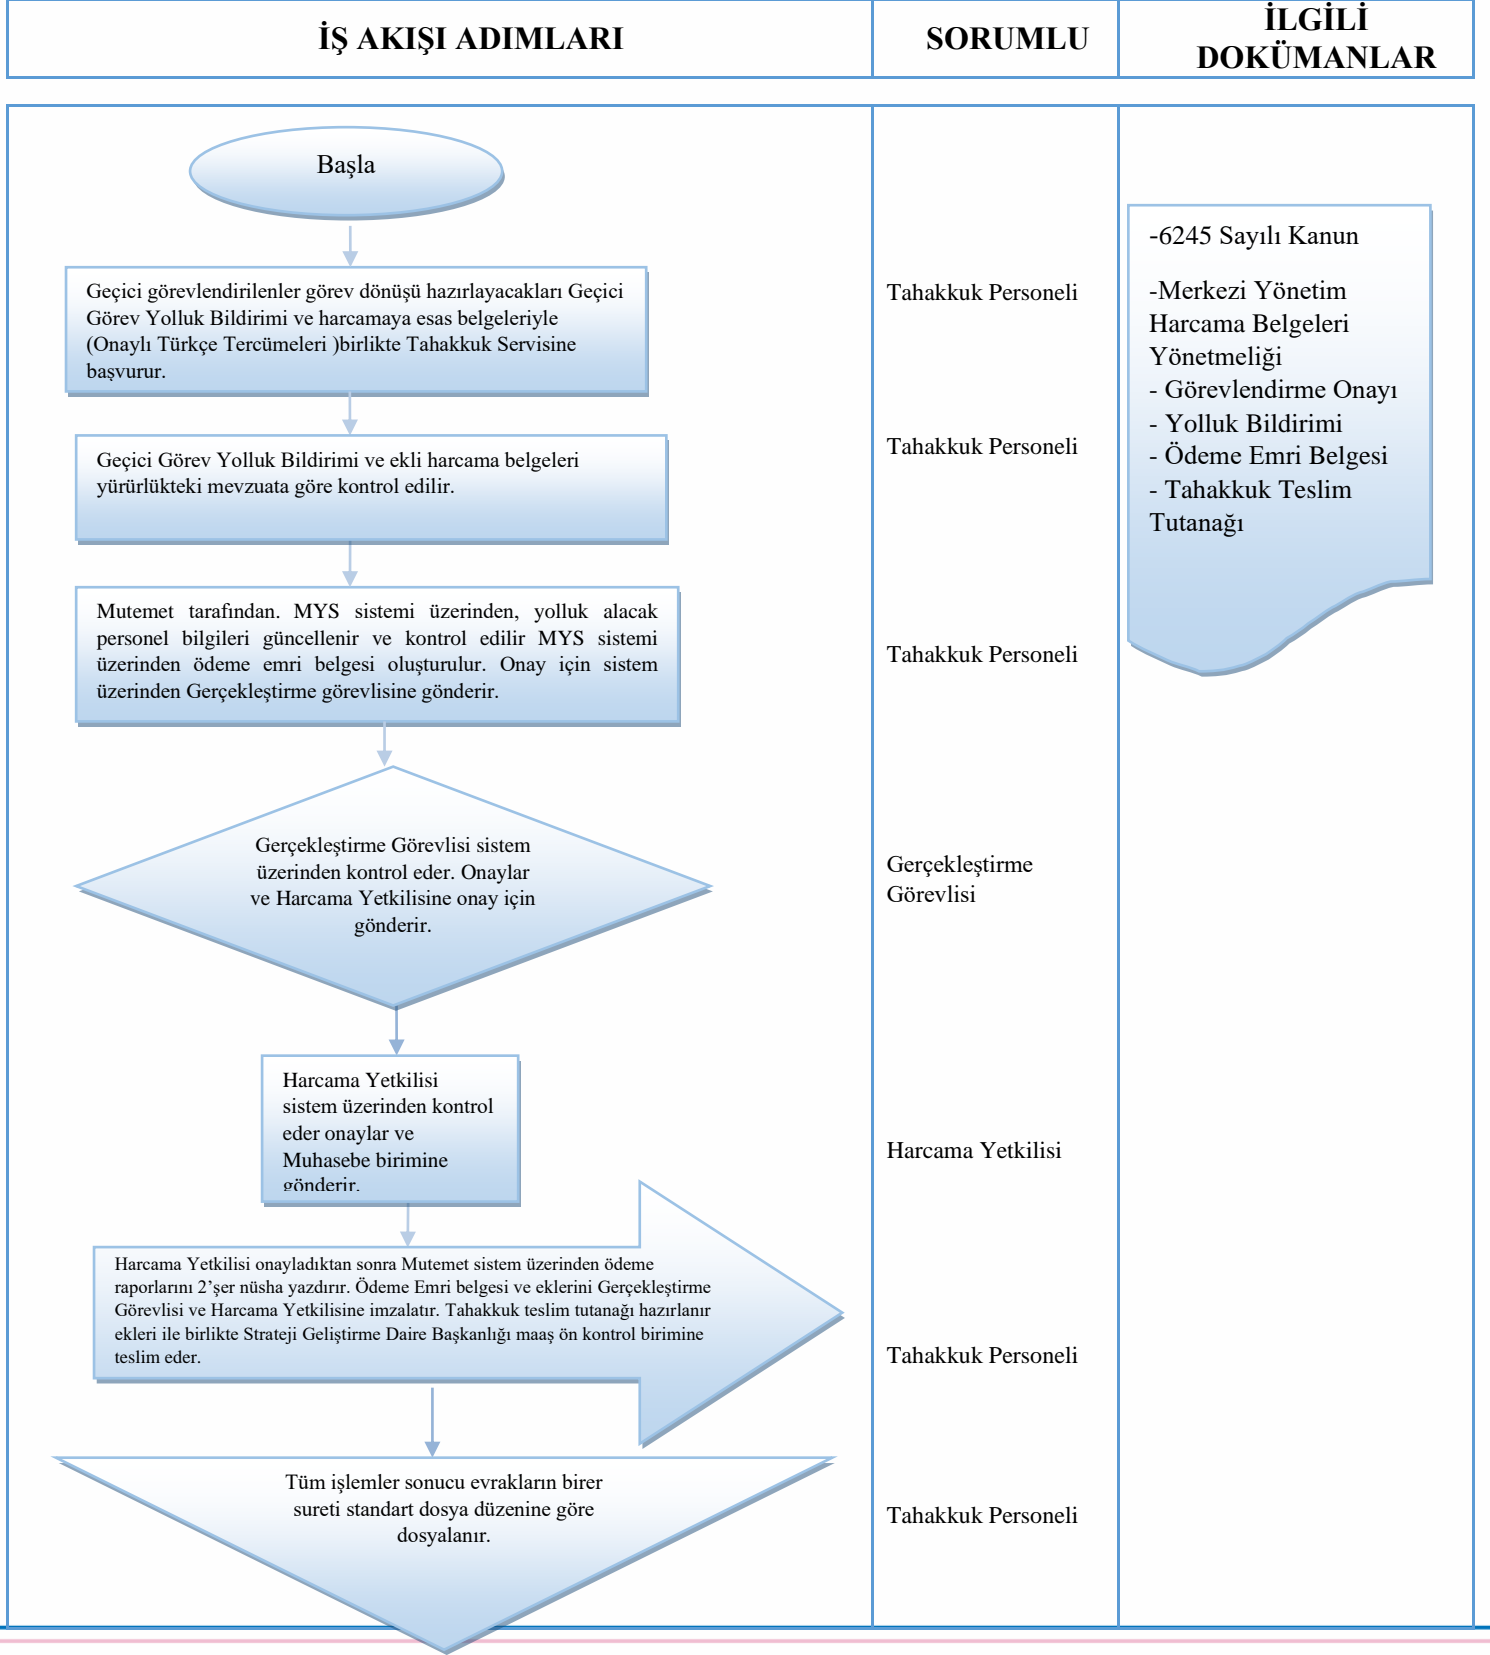 İŞ AKIŞI ADIMLARI
SORUMLU
İLGİLİ
DOKÜMANLAR
Başla
Geçici görevlendirilenler görev dönüşü hazırlayacakları Geçici
Görev Yolluk Bildirimi ve harcamaya esas belgeleriyle
(Onaylı Türkçe Tercümeleri )birlikte Tahakkuk Servisine
başvurur.
Tahakkuk Personeli
Geçici Görev Yolluk Bildirimi ve ekli harcama belgeleri
yürürlükteki mevzuata göre kontrol edilir.
Tahakkuk Personeli
Mutemet tarafından. MYS sistemi üzerinden, yolluk alacak
personel bilgileri güncellenir ve kontrol edilir MYS sistemi
üzerinden ödeme emri belgesi oluşturulur. Onay için sistem
üzerinden Gerçekleştirme görevlisine gönderir.
Tahakkuk Personeli
Gerçekleştirme Görevlisi sistem
üzerinden kontrol eder. Onaylar
ve Harcama Yetkilisine onay için
gönderir.
Gerçekleştirme
Görevlisi
Harcama Yetkilisi
sistem üzerinden kontrol
eder onaylar ve
Muhasebe birimine
gönderir.
Harcama Yetkilisi
Harcama Yetkilisi onayladıktan sonra Mutemet sistem üzerinden ödeme
raporlarını 2’şer nüsha yazdırır. Ödeme Emri belgesi ve eklerini Gerçekleştirme
Görevlisi ve Harcama Yetkilisine imzalatır. Tahakkuk teslim tutanağı hazırlanır
ekleri ile birlikte Strateji Geliştirme Daire Başkanlığı maaş ön kontrol birimine
teslim eder.
Tahakkuk Personeli
Tüm işlemler sonucu evrakların birer
sureti standart dosya düzenine göre
dosyalanır.
Tahakkuk Personeli
-6245 Sayılı Kanun
-Merkezi Yönetim
Harcama Belgeleri
Yönetmeliği
- Görevlendirme Onayı
- Yolluk Bildirimi
- Ödeme Emri Belgesi
- Tahakkuk Teslim
Tutanağı